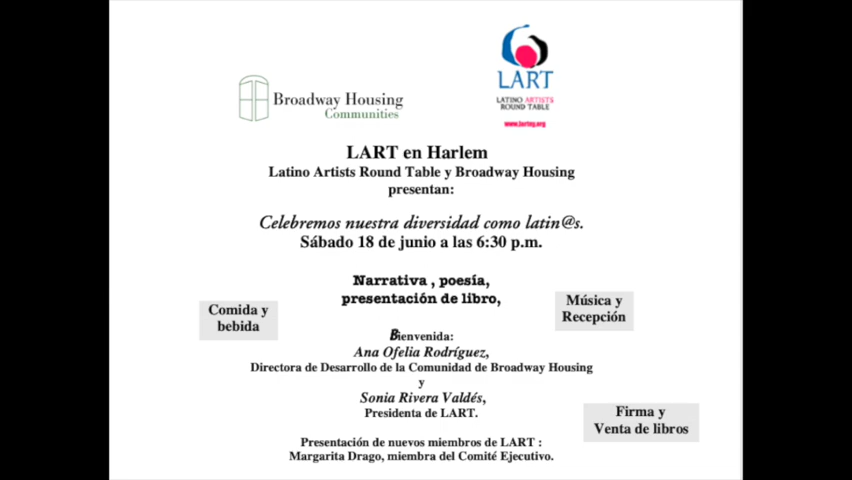 LART
LATINO ARTISTS
ROUND TABLE
www.lartny.org
Broadway Housing
Communities
LART en Harlem
Latino Artists Round Table y Broadway Housing
presentan:
Celebremos nuestra diversidad como latin@s.
Sábado 18 de junio a las 6:30 p.m.
Narrativa , poesía,
presentación de libro,
Comida y
bebida
Música y
Recepción
Bienvenida:
Ana Ofelia Rodríguez,
Directora de Desarrollo de la Comunidad de Broadway Housing
y
Sonia Rivera Valdés,
Presidenta de LART.
Firma y
Venta de libros
Presentación de nuevos miembros de LART :
Margarita Drago, miembra del Comité Ejecutivo.